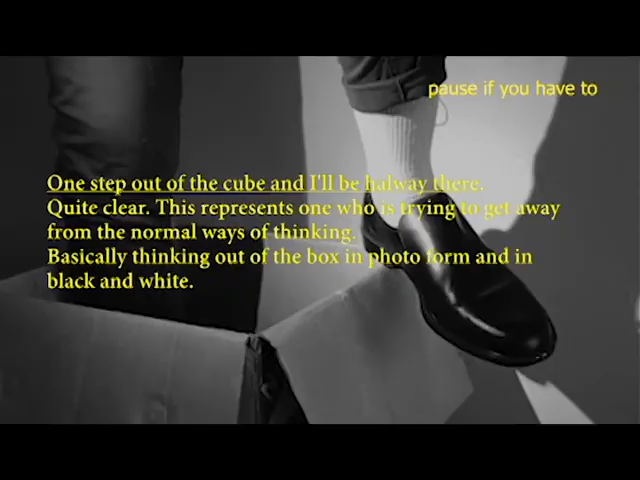 pause if you have to
One step out of the cube and I'll be halway there.
Quite clear. This represents one who is trying to get away
from the normal ways of thinking.
Basically thinking out of the box in photo form and in
black and white.